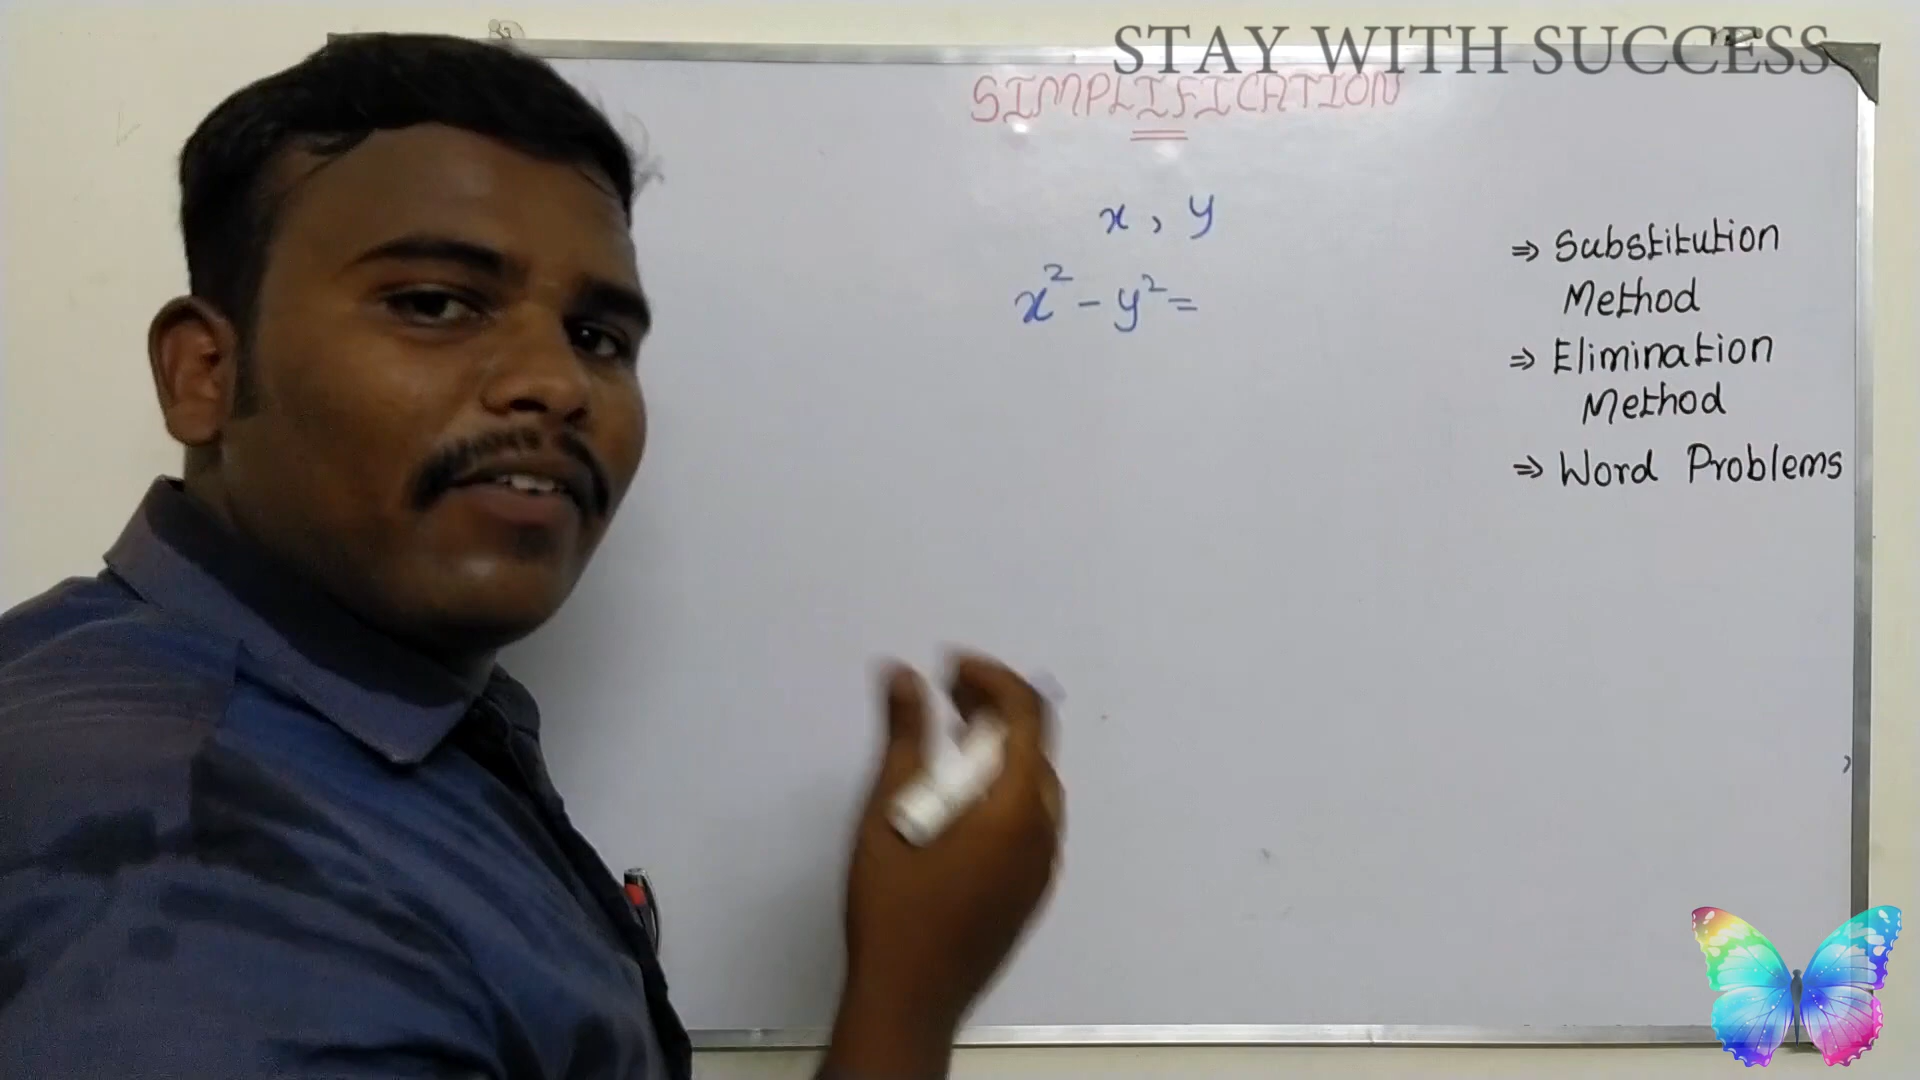 STAY WITH SUCCESS
SIMPLIFICATION
x, y
x² - y² =
⇒ Substitution
Method
⇒ Elimination
Method
⇒ Word Problems